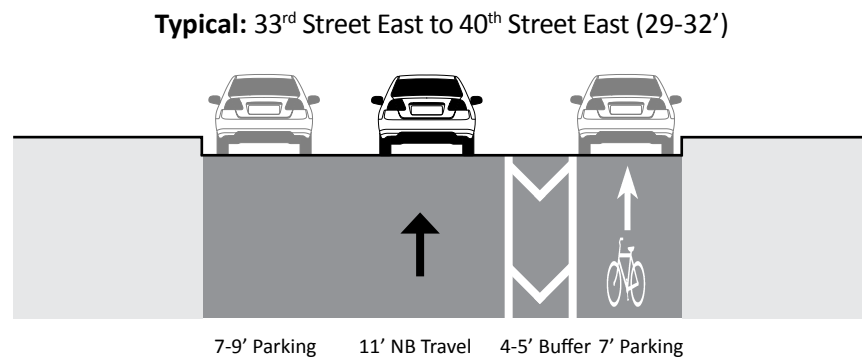 Typical: 33rd Street East to 40th Street East (29-32’)
7-9’ Parking 11’ NB Travel 4-5’ Buffer 7’ Parking